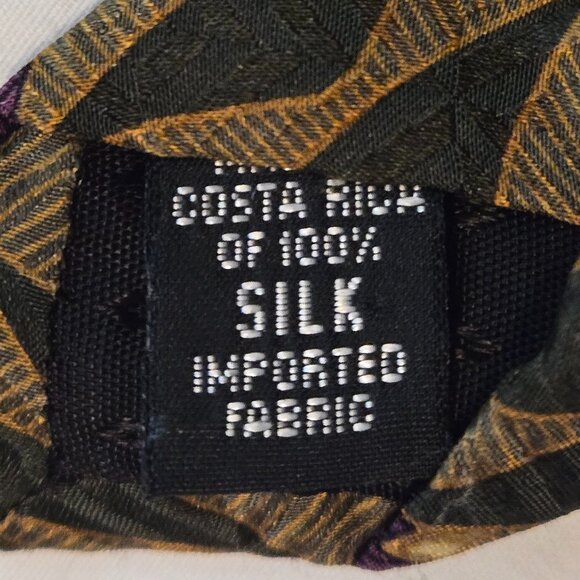 COSTA RICA
OF 100%
SILK
IMPORTED
FABRIC